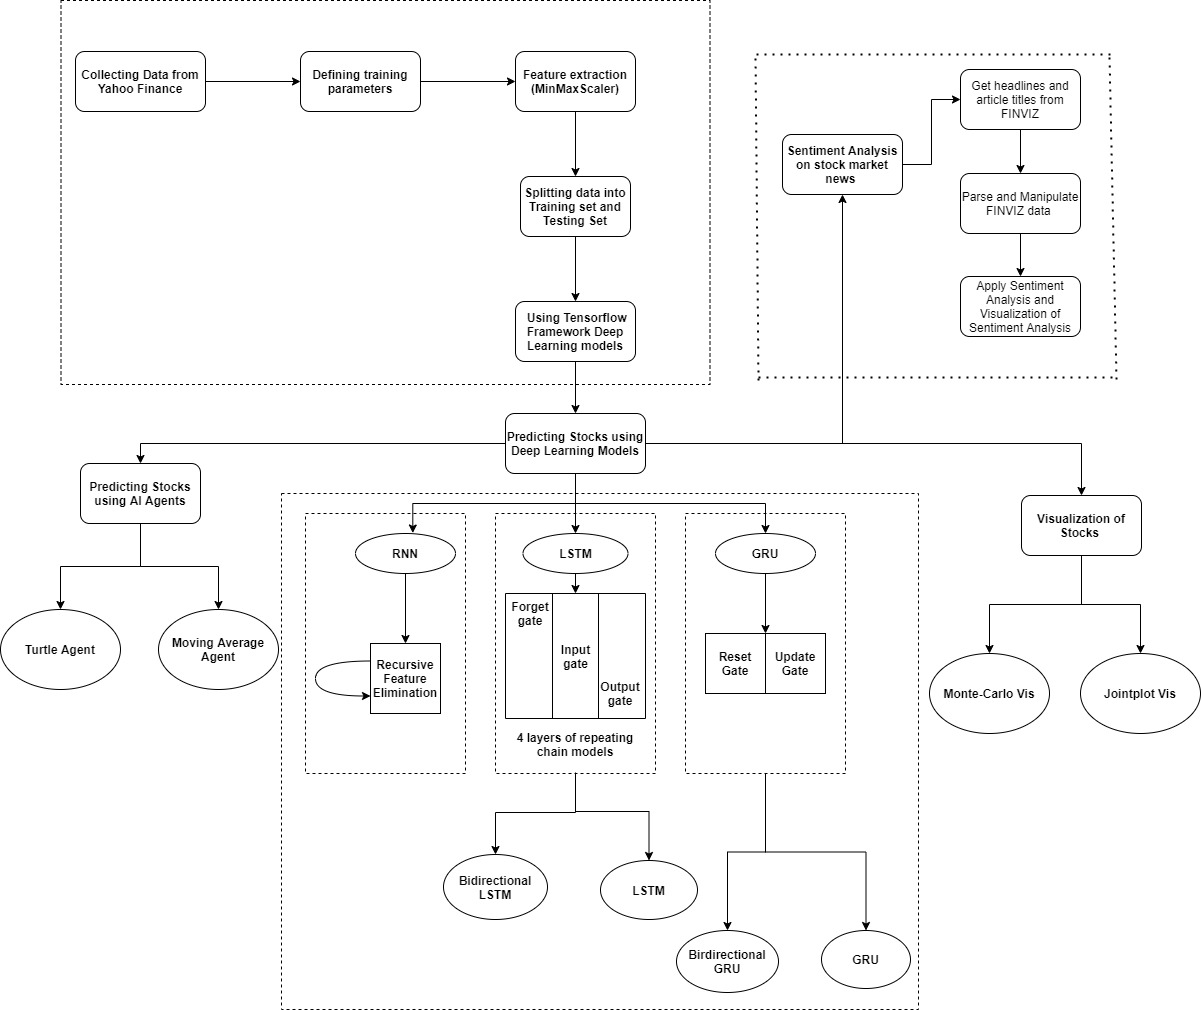 Collecting Data from
Yahoo Finance
Defining training
parameters
Feature extraction
(MinMaxScaler)
Splitting data into
Training set and
Testing Set
Using Tensorflow
Framework Deep
Learning models
Sentiment Analysis
on stock market
news
Get headlines and
article titles from
FINVIZ
Parse and Manipulate
FINVIZ data
Apply Sentiment
Analysis and
Visualization of
Sentiment Analysis
Predicting Stocks using
Deep Learning Models
Predicting Stocks
using AI Agents
Turtle Agent
Moving Average
Agent
RNN
Recursive
Feature
Elimination
LSTM
Forget
gate
Input
gate
Output
gate
4 layers of repeating
chain models
GRU
Reset
Gate
Update
Gate
Bidirectional
LSTM
LSTM
Birdirectional
GRU
GRU
Visualization of
Stocks
Monte-Carlo Vis
Jointplot Vis